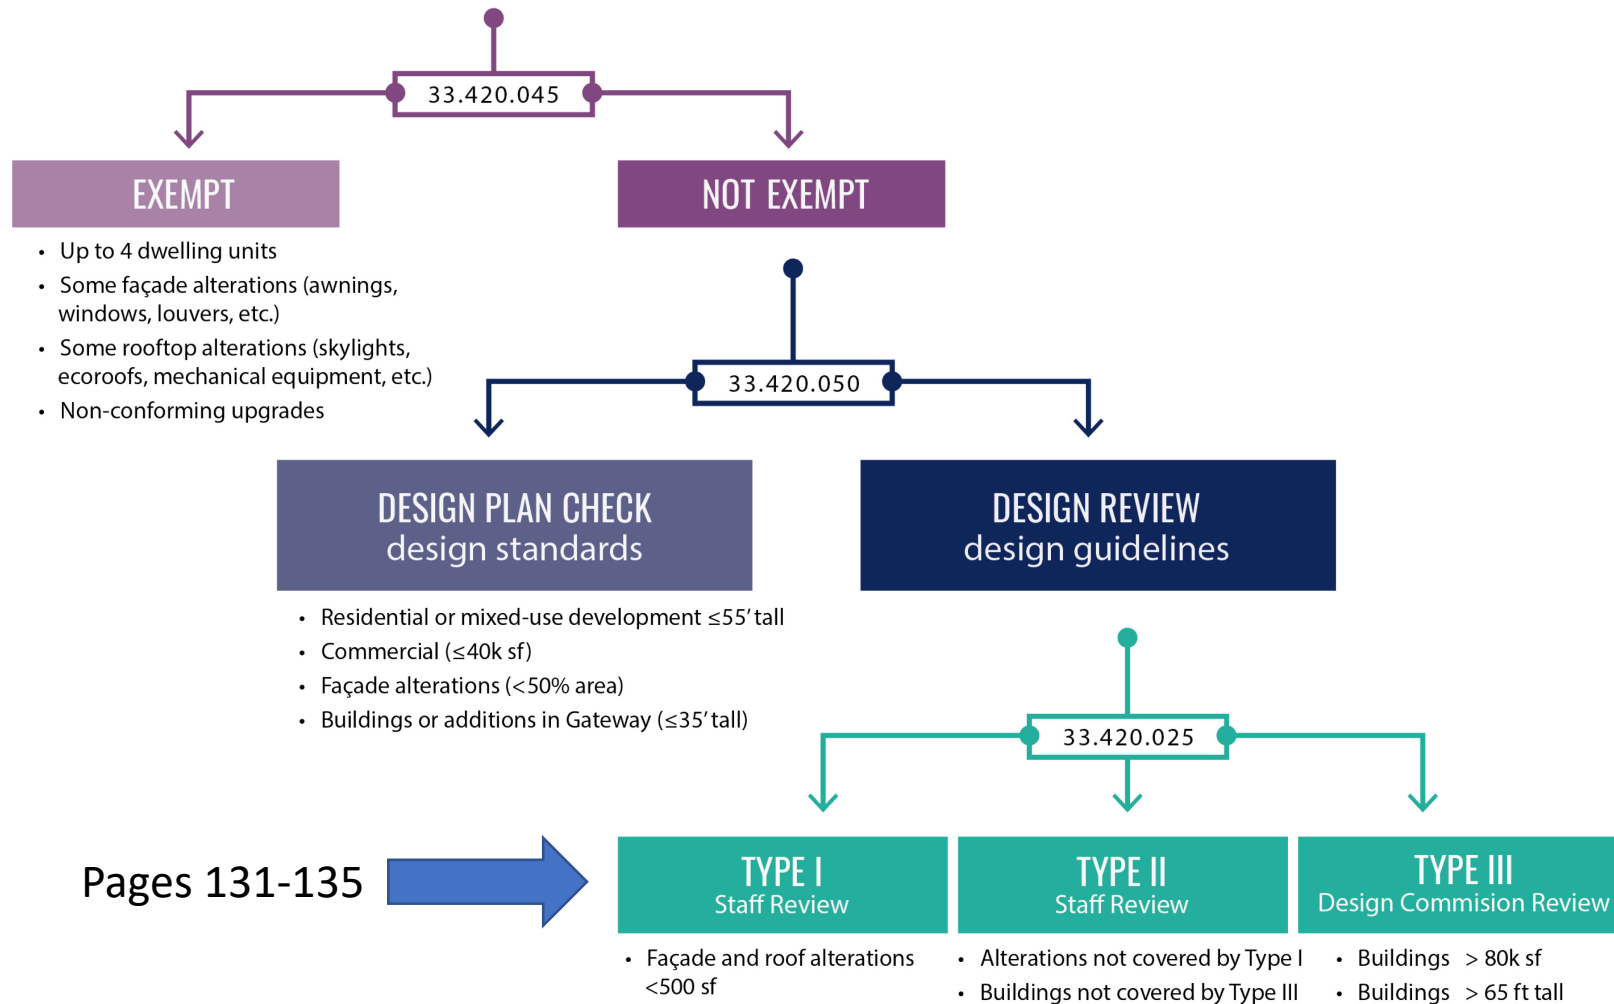 33.420.045
EXEMPT
NOT EXEMPT
• Up to 4 dwelling units
• Some façade alterations (awnings,
windows, louvers, etc.)
• Some rooftop alterations (skylights,
ecoroofs, mechanical equipment, etc.)
• Non-conforming upgrades
33.420.050
DESIGN PLAN CHECK
design standards
DESIGN REVIEW
design guidelines
• Residential or mixed-use development ≤55’ tall
• Commercial (≤40k sf)
• Façade alterations (<50% area)
• Buildings or additions in Gateway (≤35’ tall)
33.420.025
Pages 131-135
TYPE I
Staff Review
TYPE II
Staff Review
TYPE III
Design Commision Review
• Façade and roof alterations
<500 sf
• Alterations not covered by Type I
• Buildings not covered by Type III
• Buildings > 80k sf
• Buildings > 65 ft tall